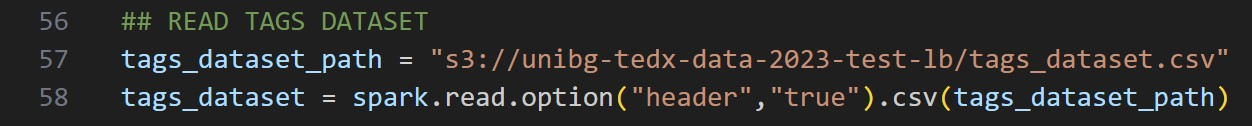 56 ## READ TAGS DATASET
57 tags_dataset_path = "s3://unibg-tedx-data-2023-test-lb/tags_dataset.csv"
58 tags_dataset = spark.read.option("header","true").csv(tags_dataset_path)